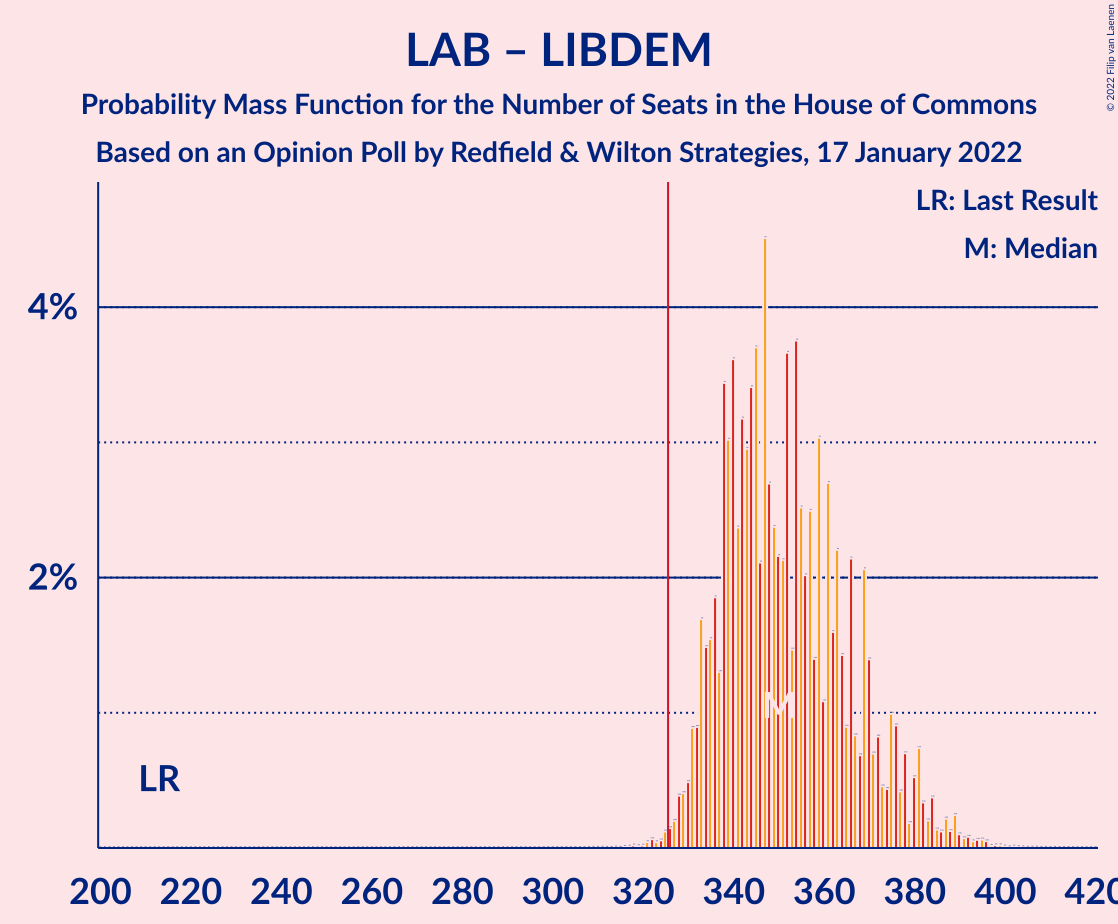 LAB – LIBDEM
Probability Mass Function for the Number of Seats in the House of Commons
Based on an Opinion Poll by Redfield & Wilton Strategies, 17 January 2022
© 2022 Filip van Laenen
LR: Last Result
M: Median
4%
2%
M
LR
200 220 240 260 280 300 320 340 360 380 400 420